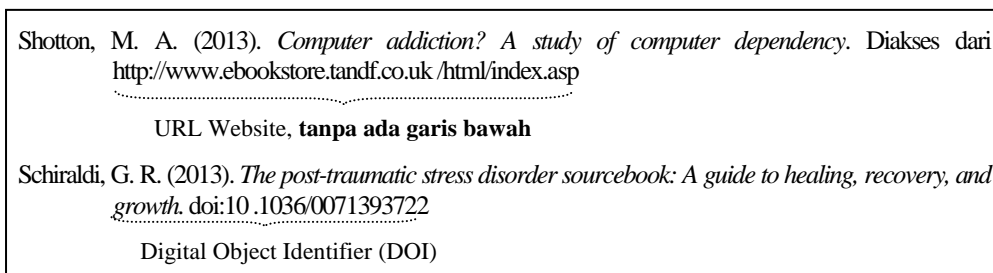 Shotton, M. A. (2013). Computer addiction? A study of computer dependency. Diakses dari
http://www.ebookstore.tandf.co.uk /html/index.asp
URL Website, tanpa ada garis bawah
Schiraldi, G. R. (2013). The post-traumatic stress disorder sourcebook: A guide to healing, recovery, and
growth. doi:10 .1036/0071393722
Digital Object Identifier (DOI)